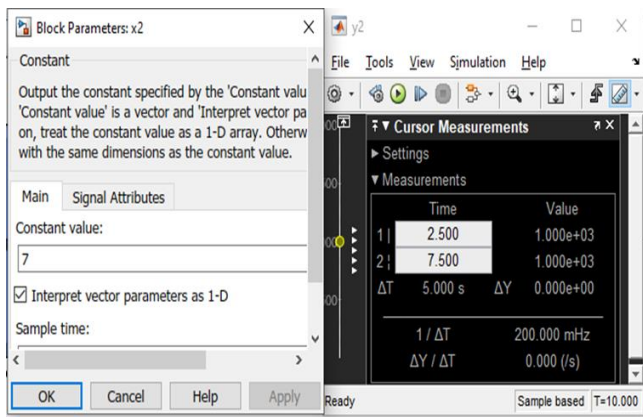 Block Parameters: x2
Constant
Output the constant specified by the 'Constant valu
'Constant value' is a vector and 'Interpret vector pa
on, treat the constant value as a 1-D array. Otherw
with the same dimensions as the constant value.
Main Signal Attributes
Constant value:
7
Interpret vector parameters as 1-D
Sample time:
OK Cancel Help Apply
y2
File Tools View Simulation Help
Cursor Measurements
Settings
Measurements
Time Value
1 2.500 1.000e+03
2 7.500 1.000e+03
ΔT 5.000 s ΔY 0.000e+00
1 / ΔT 200.000 mHz
ΔY / ΔT 0.000 (/s)
Ready Sample based T=10.000